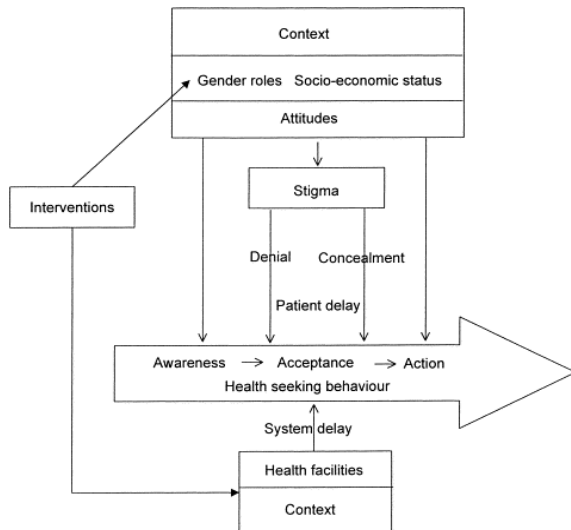 Context
Gender roles Socio-economic status
Attitudes
Stigma
Interventions
Denial Concealment
Patient delay
Awareness Acceptance Action
Health seeking behaviour
System delay
Health facilities
Context